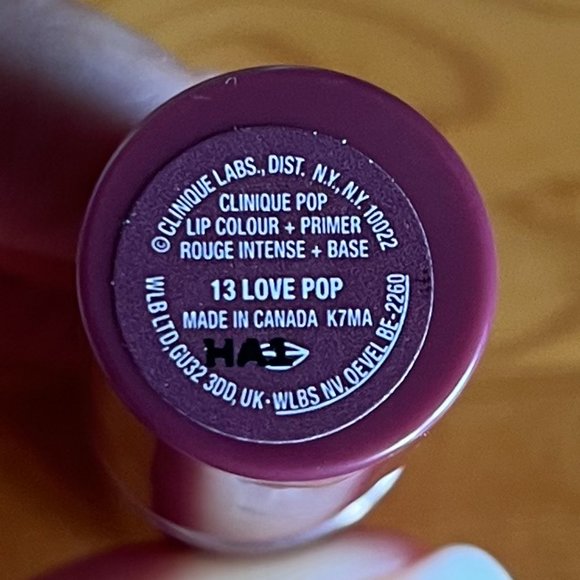 © CLINIQUE LABS., DIST. N.Y., N.Y. 10022
CLINIQUE POP
LIP COLOUR + PRIMER
ROUGE INTENSE + BASE
13 LOVE POP
MADE IN CANADA K7MA
HA1
WLB LTD, GU32 3DD, UK • WLBS NV, OEVEL BE-2260